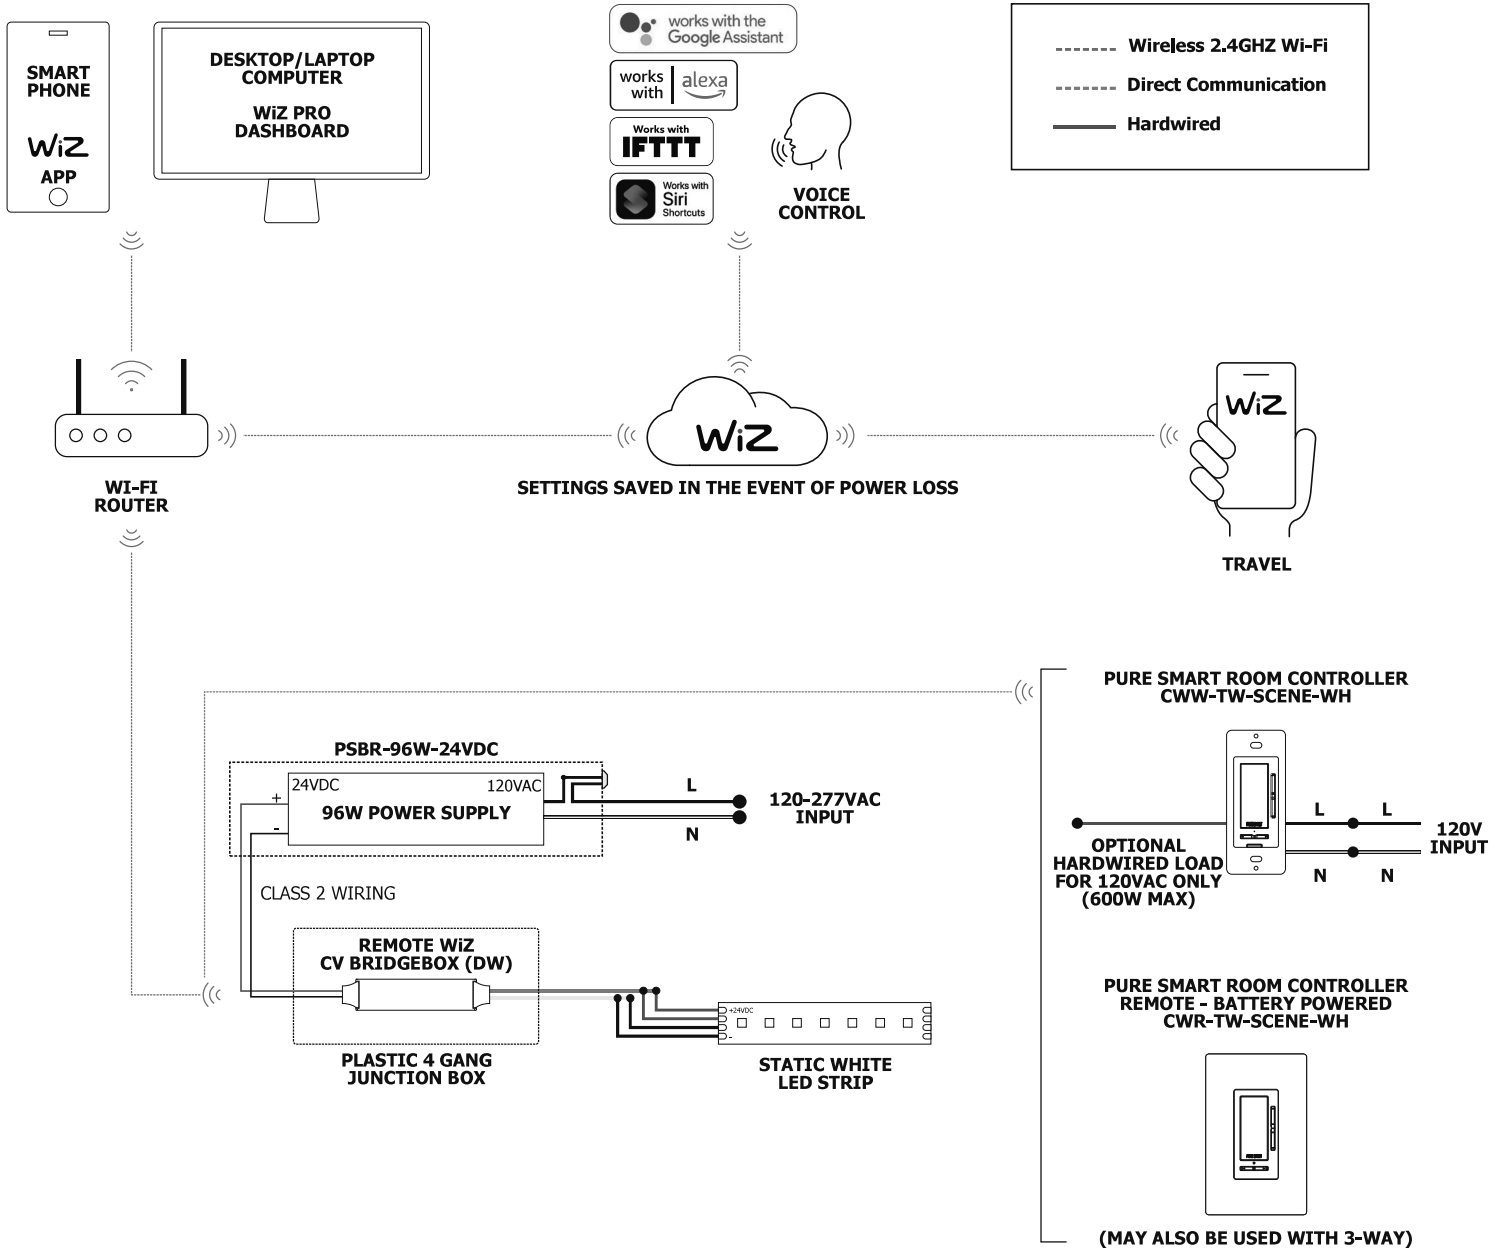 SMART
PHONE
WiZ
APP
DESKTOP/LAPTOP
COMPUTER
WiZ PRO
DASHBOARD
works with the
Google Assistant
works
with
alexa
Works with
IFTTT
Works with
Siri
Shortcuts
VOICE
CONTROL
Wireless 2.4GHZ Wi-Fi
Direct Communication
Hardwired
WI-FI
ROUTER
WiZ
SETTINGS SAVED IN THE EVENT OF POWER LOSS
WiZ
TRAVEL
PSBR-96W-24VDC
24VDC
120VAC
96W POWER SUPPLY
+
-
L
N
120-277VAC
INPUT
CLASS 2 WIRING
REMOTE WiZ
CV BRIDGEBOX (DW)
PLASTIC 4 GANG
JUNCTION BOX
+24VDC
-
STATIC WHITE
LED STRIP
PURE SMART ROOM CONTROLLER
CWW-TW-SCENE-WH
L
L
N
N
120V
INPUT
OPTIONAL
HARDWIRED LOAD
FOR 120VAC ONLY
(600W MAX)
PURE SMART ROOM CONTROLLER
REMOTE - BATTERY POWERED
CWR-TW-SCENE-WH
(MAY ALSO BE USED WITH 3-WAY)